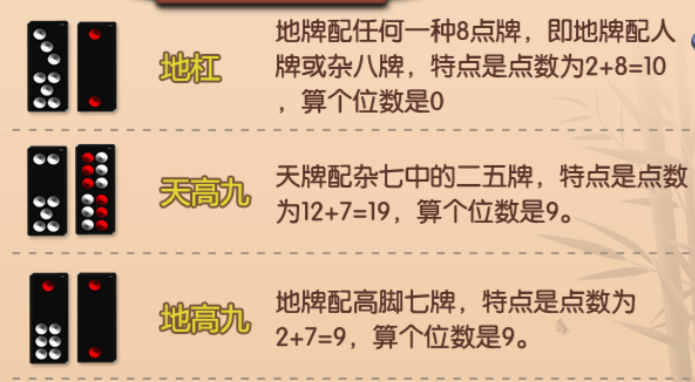 地杠
地牌配任何一种8点牌，即地牌配人
牌或杂八牌，特点是点数为2+8=10
，算个位数是0
天高九
天牌配杂七中的二五牌，特点是点数
为12+7=19，算个位数是9。
地高九
地牌配高脚七牌，特点是点数为
2+7=9，算个位数是9。